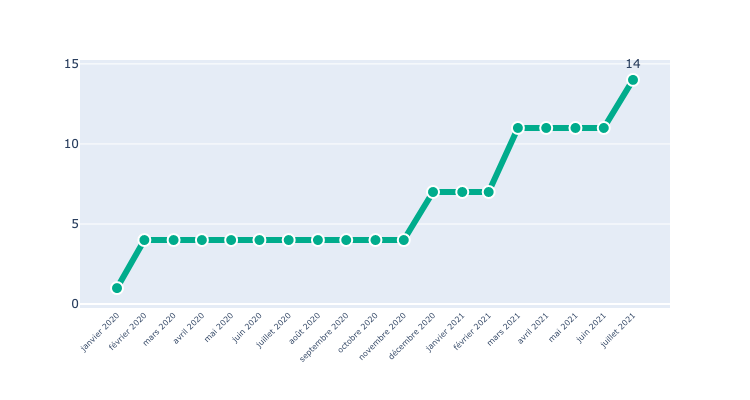 15
14
10
5
0
janvier 2020
février 2020
mars 2020
avril 2020
mai 2020
juin 2020
juillet 2020
août 2020
septembre 2020
octobre 2020
novembre 2020
décembre 2020
janvier 2021
février 2021
mars 2021
avril 2021
mai 2021
juin 2021
juillet 2021